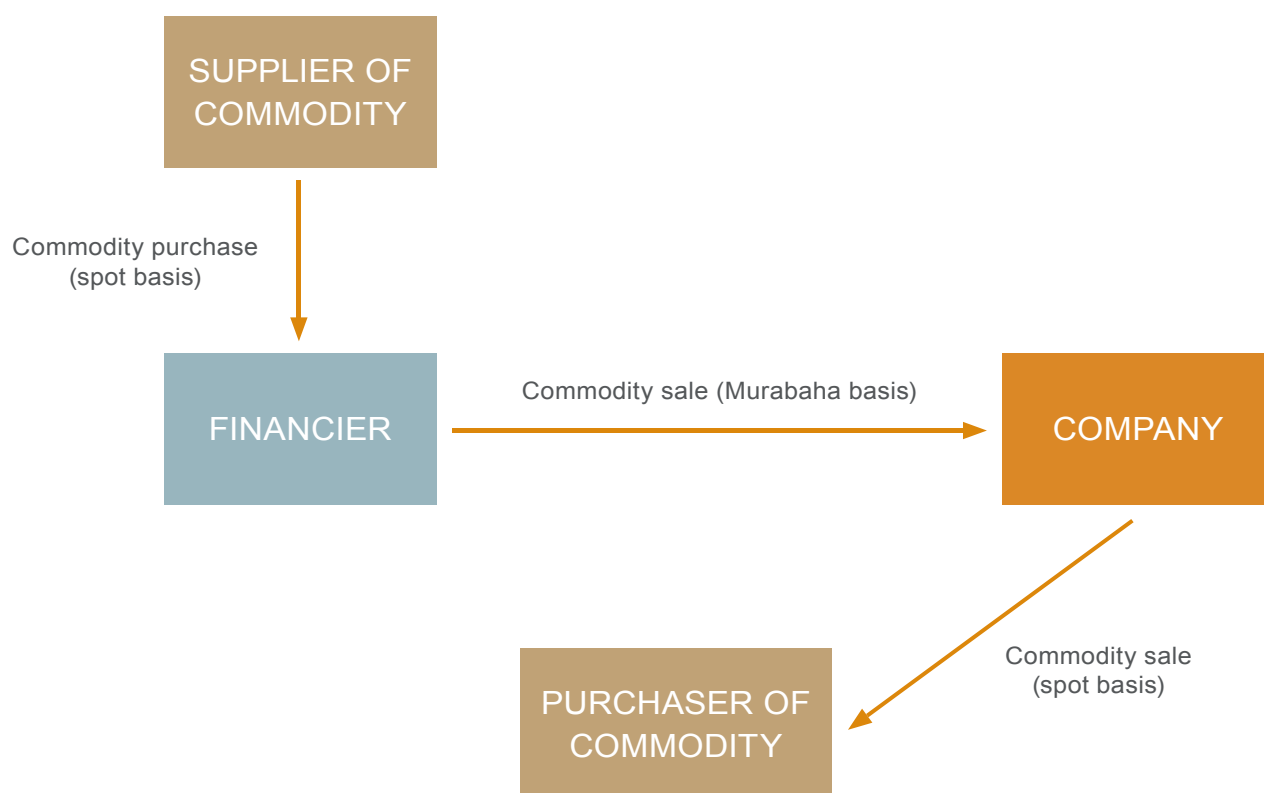 SUPPLIER OF
COMMODITY
Commodity purchase
(spot basis)
FINANCIER
Commodity sale (Murabaha basis)
COMPANY
Commodity sale
(spot basis)
PURCHASER OF
COMMODITY